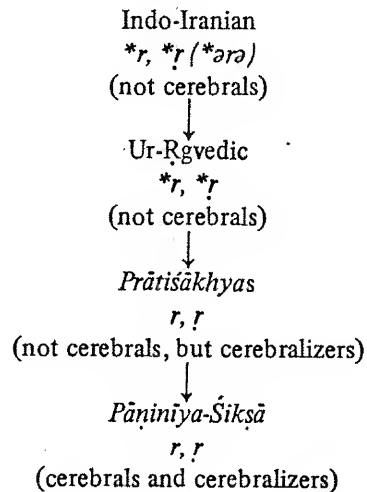 Indo-Iranian
*r, *ṛ (*ərə)
(not cerebrals)
Ur-Ṛgvedic
*r, *ṛ
(not cerebrals)
Prātiśākhyas
r, ṛ
(not cerebrals, but cerebralizers)
Pāṇinīya-Śikṣā
r, ṛ
(cerebrals and cerebralizers)